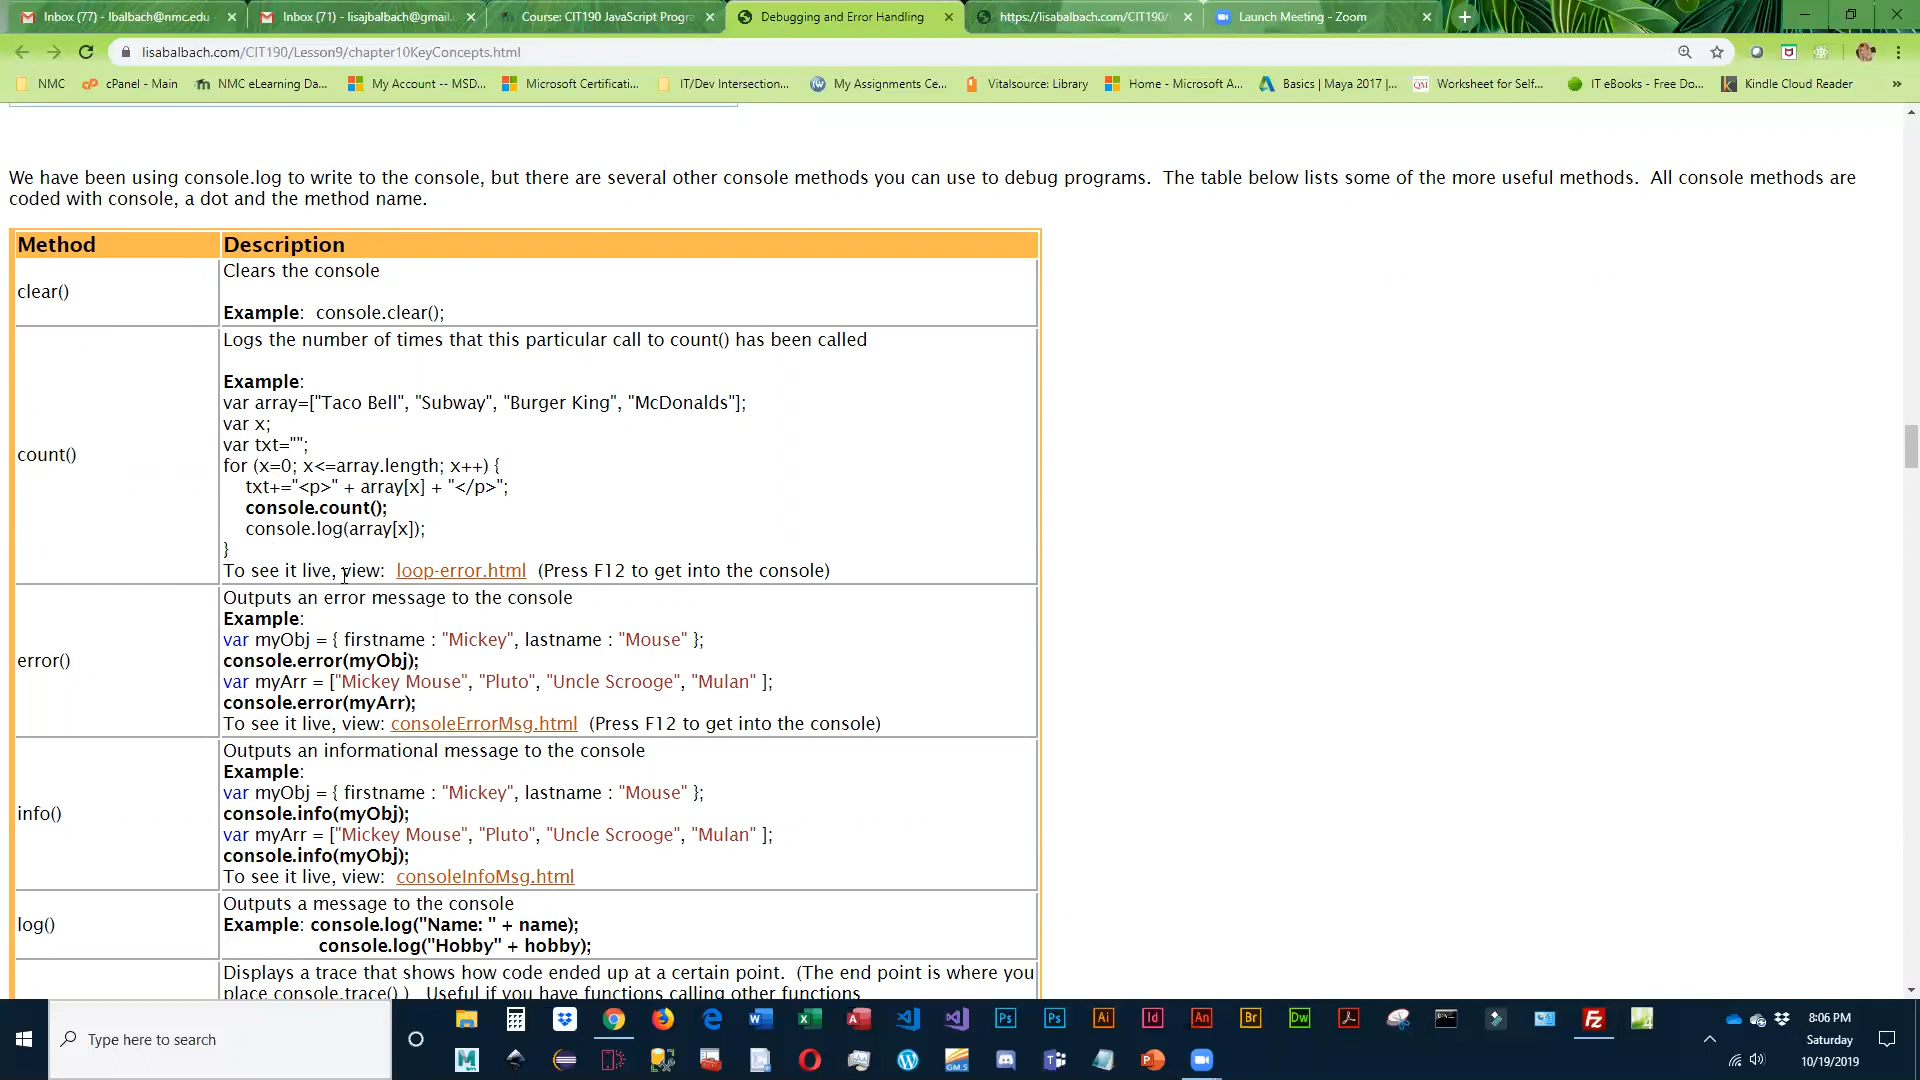 Inbox (77) - lbalbach@nmc.edu
Inbox (71) - lisajbalbach@gmail.
Course: CIT190 JavaScript Progr
Debugging and Error Handling
https://lisabalbach.com/CIT190/
Launch Meeting - Zoom
lisabalbach.com/CIT190/Lesson9/chapter10KeyConcepts.html
NMC
cPanel - Main
NMC eLearning Da...
My Account -- MSD...
Microsoft Certificati...
IT/Dev Intersection...
My Assignments Ce...
Vitalsource: Library
Home - Microsoft A...
Basics | Maya 2017 |...
Worksheet for Self...
IT eBooks - Free Do...
Kindle Cloud Reader
»
We have been using console.log to write to the console, but there are several other console methods you can use to debug programs.  The table below lists some of the more useful methods.  All console methods are
coded with console, a dot and the method name.
Method
Description
clear()
Clears the console
Example:  console.clear();
count()
Logs the number of times that this particular call to count() has been called
Example:
var array=["Taco Bell", "Subway", "Burger King", "McDonalds"];
var x;
var txt="";
for (x=0; x<=array.length; x++) {
txt+="<p>" + array[x] + "</p>";
console.count();
console.log(array[x]);
}
To see it live, view:  loop-error.html  (Press F12 to get into the console)
error()
Outputs an error message to the console
Example:
var myObj = { firstname : "Mickey", lastname : "Mouse" };
console.error(myObj);
var myArr = ["Mickey Mouse", "Pluto", "Uncle Scrooge", "Mulan" ];
console.error(myArr);
To see it live, view: consoleErrorMsg.html  (Press F12 to get into the console)
info()
Outputs an informational message to the console
Example:
var myObj = { firstname : "Mickey", lastname : "Mouse" };
console.info(myObj);
var myArr = ["Mickey Mouse", "Pluto", "Uncle Scrooge", "Mulan" ];
console.info(myObj);
To see it live, view:  consoleInfoMsg.html
log()
Outputs a message to the console
Example: console.log("Name: " + name);
console.log("Hobby" + hobby);
Displays a trace that shows how code ended up at a certain point.  (The end point is where you
place console.trace().)  Useful if you have functions calling other functions
Type here to search
8:06 PM
Saturday
10/19/2019